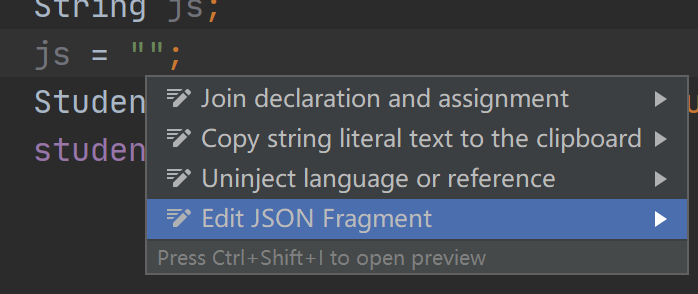 String js;
js = "";
Studen
studen
Join declaration and assignment
Copy string literal text to the clipboard
Uninject language or reference
Edit JSON Fragment
Press Ctrl+Shift+I to open preview